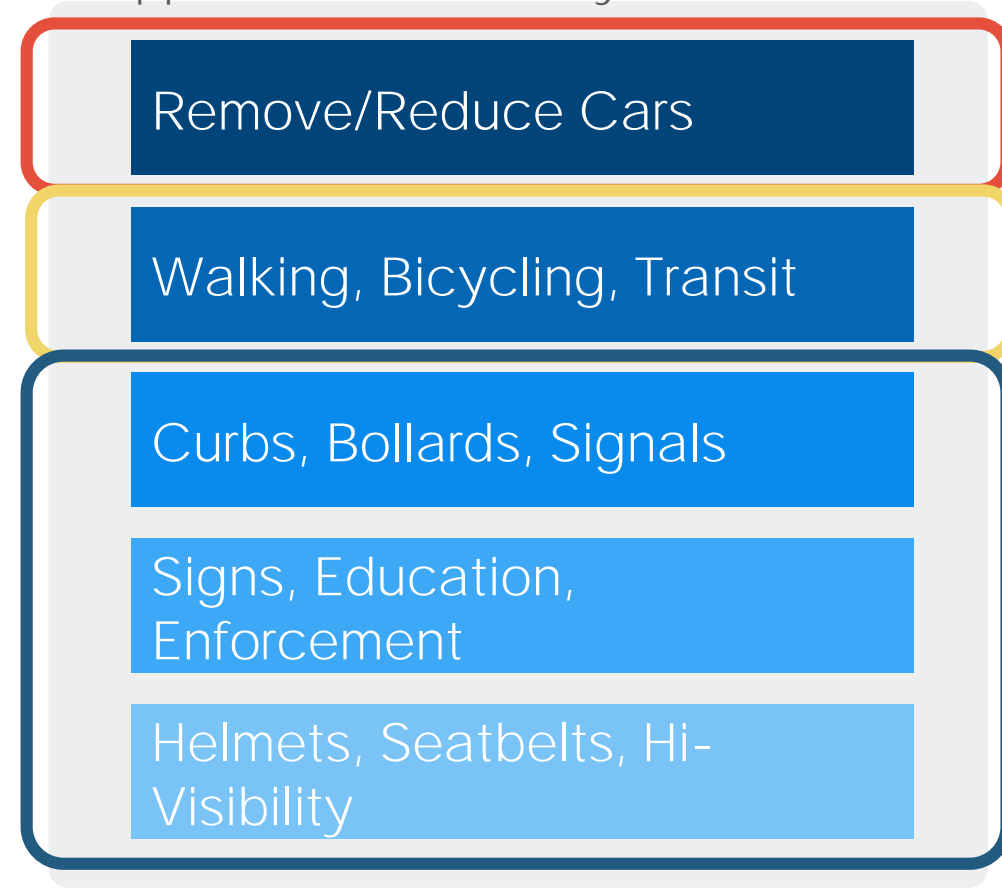 Remove/Reduce Cars
Walking, Bicycling, Transit
Curbs, Bollards, Signals
Signs, Education,
Enforcement
Helmets, Seatbelts, Hi-
Visibility